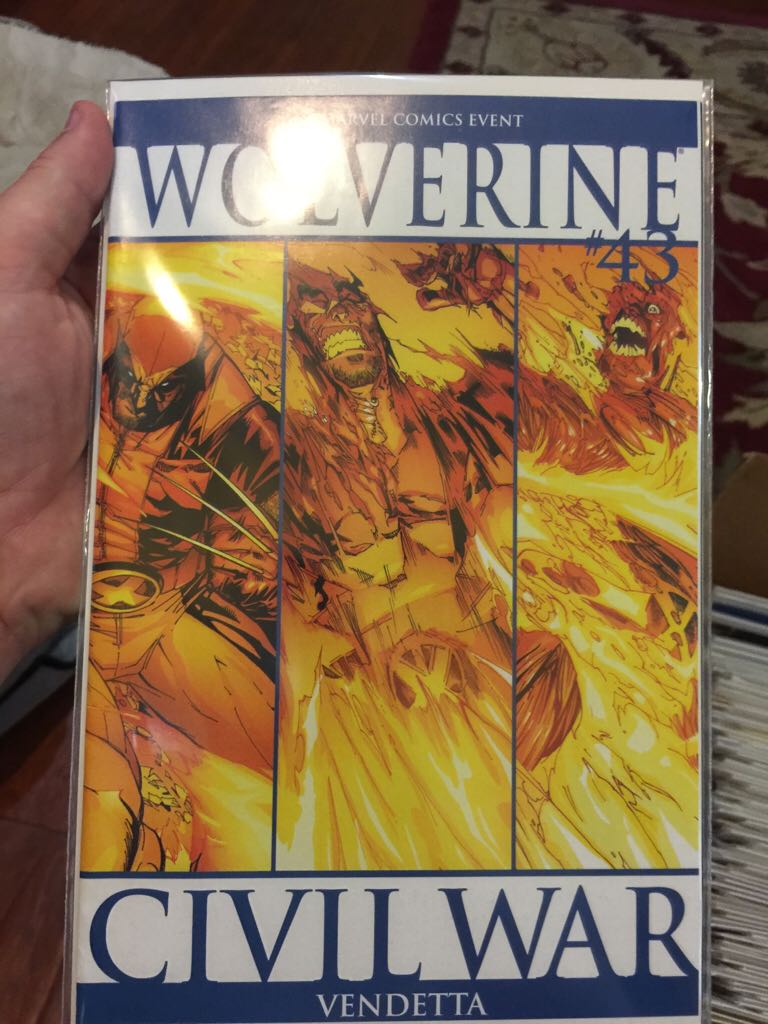 MARVEL COMICS EVENT
WOLVERINE
#43
CIVIL WAR
VENDETTA